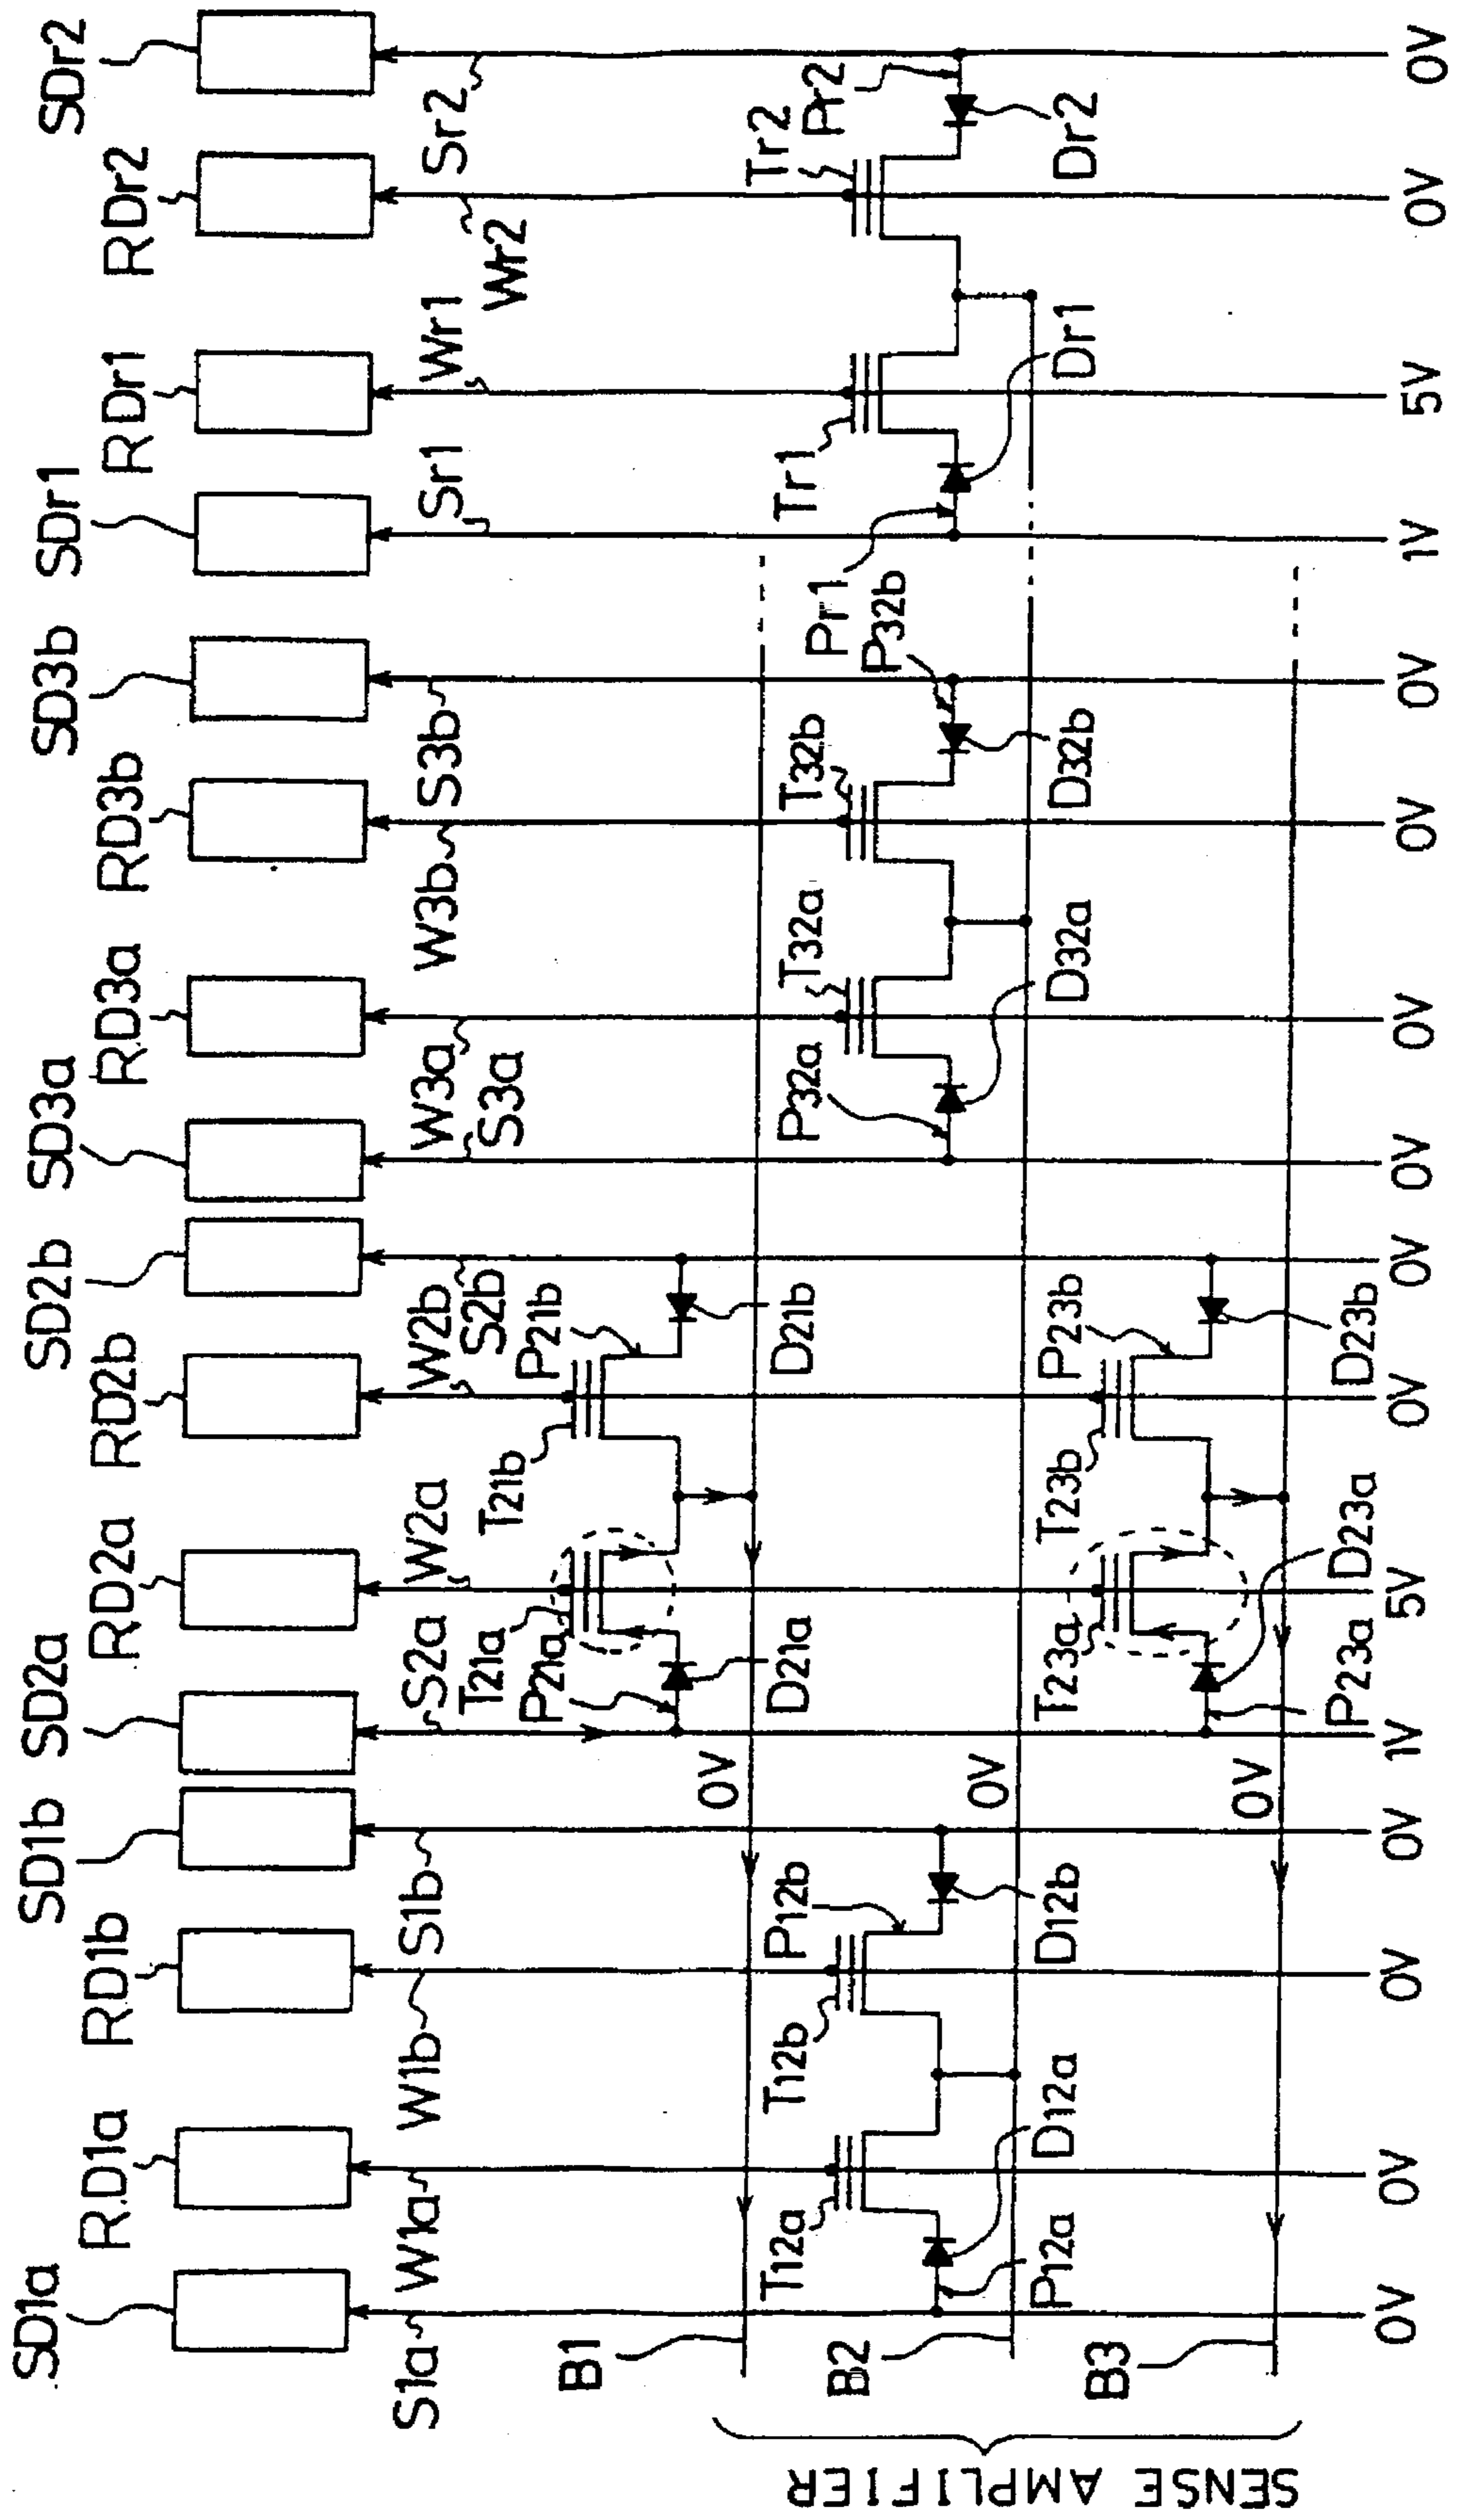 SD1a
RD1a
RD1b
SD1b
SD2a
RD2a
RD2b
SD2b
SD3a
RD3a
RD3b
SD3b
SDr1
RDr1
RDr2
SDr2
S1a
W1a
W1b
S1b
S2a
W2a
W2b
S2b
W3a
S3a
W3b
S3b
Sr1
Wr1
Wr2
Sr2
T21a
P21a
T21b
P21b
B1
0V
D21a
D21b
T12a
T12b
P12b
P32a
T32a
T32b
P32b
Pr1
Tr1
Tr2
Pr2
B2
P12a
D12a
D12b
0V
D32a
D32b
Dr1
Dr2
T23a
T23b
P23b
B3
0V
P23a
D23a
D23b
0V
0V
0V
0V
1V
5V
0V
0V
0V
0V
0V
0V
1V
5V
0V
0V
SENSE AMPLIFIER